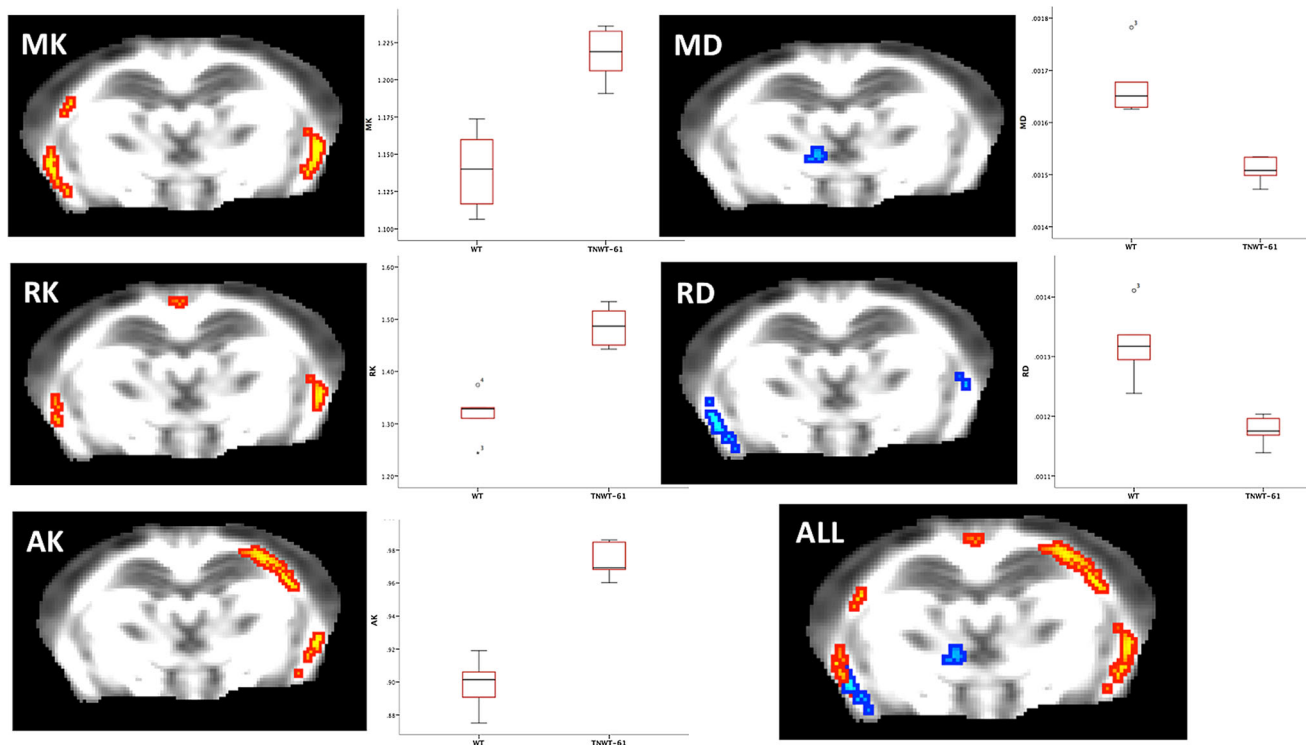 MK
1.225
1.200
1.175
1.150
1.125
1.100
MK
WT
TNWT-61
MD
.0018
.0017
.0016
.0015
.0014
MD
3
WT
TNWT-61
RK
1.60
1.50
1.40
1.30
1.20
RK
4
3
WT
TNWT-61
RD
.0014
.0013
.0012
.0011
RD
3
WT
TNWT-61
AK
.98
.96
.94
.92
.90
.88
AK
WT
TNWT-61
ALL